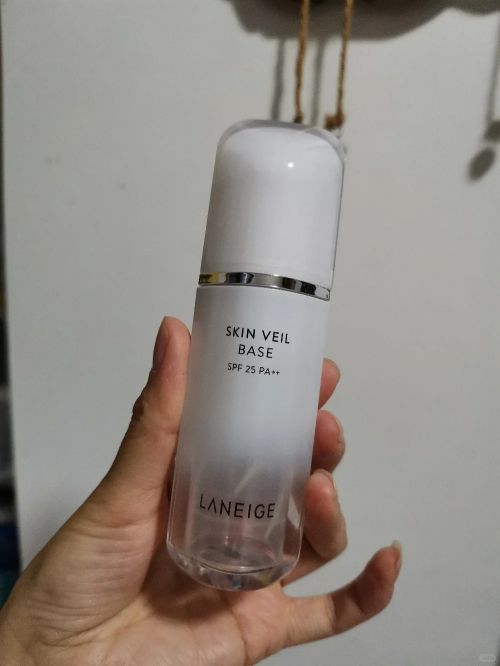 SKIN VEIL
BASE
SPF 25 PA++
LANEIGE